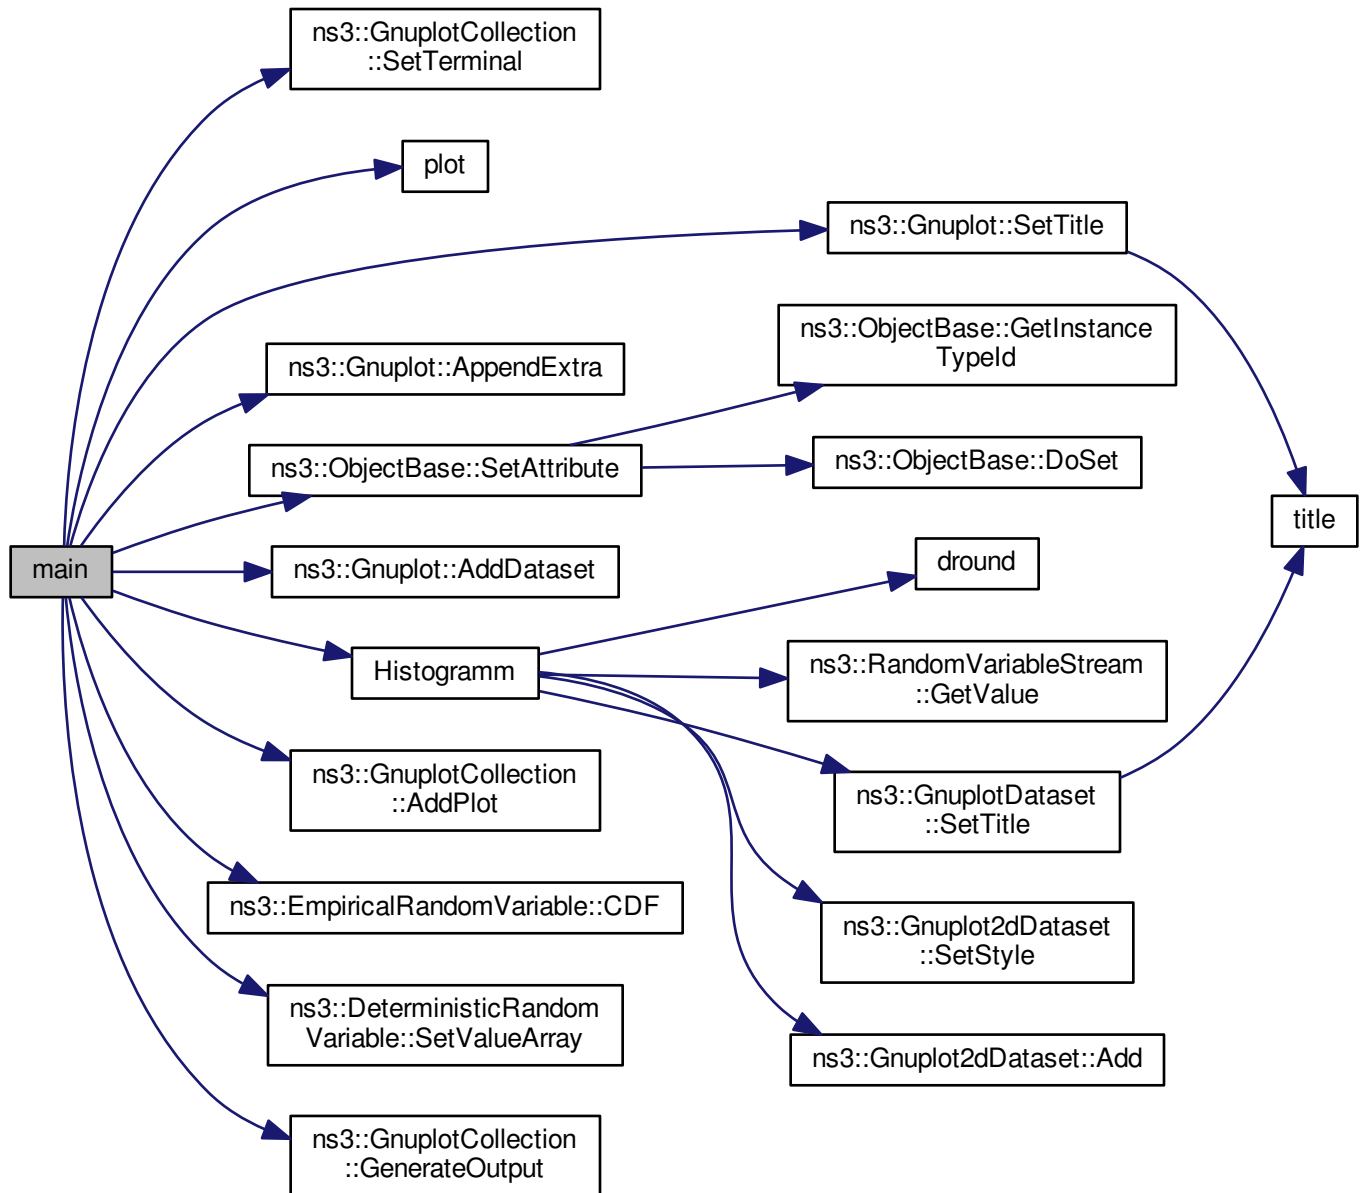 ns3::GnuplotCollection
::SetTerminal
plot
ns3::Gnuplot::SetTitle
ns3::ObjectBase::GetInstance
TypeId
ns3::Gnuplot::AppendExtra
ns3::ObjectBase::SetAttribute
ns3::ObjectBase::DoSet
title
main
ns3::Gnuplot::AddDataset
dround
Histogramm
ns3::RandomVariableStream
::GetValue
ns3::GnuplotCollection
::AddPlot
ns3::GnuplotDataset
::SetTitle
ns3::EmpiricalRandomVariable::CDF
ns3::Gnuplot2dDataset
::SetStyle
ns3::DeterministicRandom
Variable::SetValueArray
ns3::Gnuplot2dDataset::Add
ns3::GnuplotCollection
::GenerateOutput